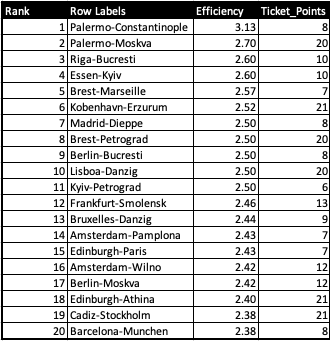 Rank Row Labels Efficiency Ticket_Points
1 Palermo-Constantinople 3.13 8
2 Palermo-Moskva 2.70 20
3 Riga-Bucresti 2.60 10
4 Essen-Kyiv 2.60 10
5 Brest-Marseille 2.57 7
6 Kobenhavn-Erzurum 2.52 21
7 Madrid-Dieppe 2.50 8
8 Brest-Petrograd 2.50 20
9 Berlin-Bucresti 2.50 8
10 Lisboa-Danzig 2.50 20
11 Kyiv-Petrograd 2.50 6
12 Frankfurt-Smolensk 2.46 13
13 Bruxelles-Danzig 2.44 9
14 Amsterdam-Pamplona 2.43 7
15 Edinburgh-Paris 2.43 7
16 Amsterdam-Wilno 2.42 12
17 Berlin-Moskva 2.42 12
18 Edinburgh-Athina 2.40 21
19 Cadiz-Stockholm 2.38 21
20 Barcelona-Munchen 2.38 8